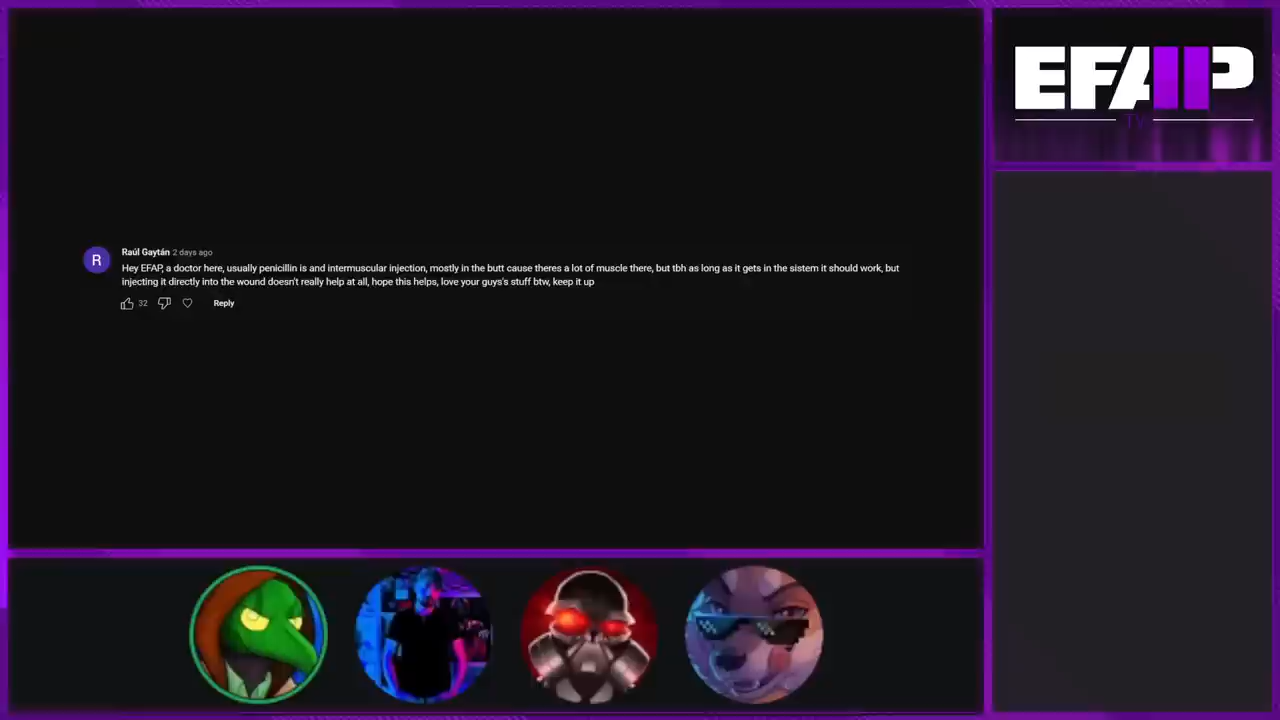 EFAP
TV
Raúl Gaytán 2 days ago
Hey EFAP, a doctor here, usually penicillin is and intermuscular injection, mostly in the butt cause theres a lot of muscle there, but tbh as long as it gets in the sistem it should work, but
injecting it directly into the wound doesn't really help at all, hope this helps, love your guys's stuff btw, keep it up
32 Reply
R